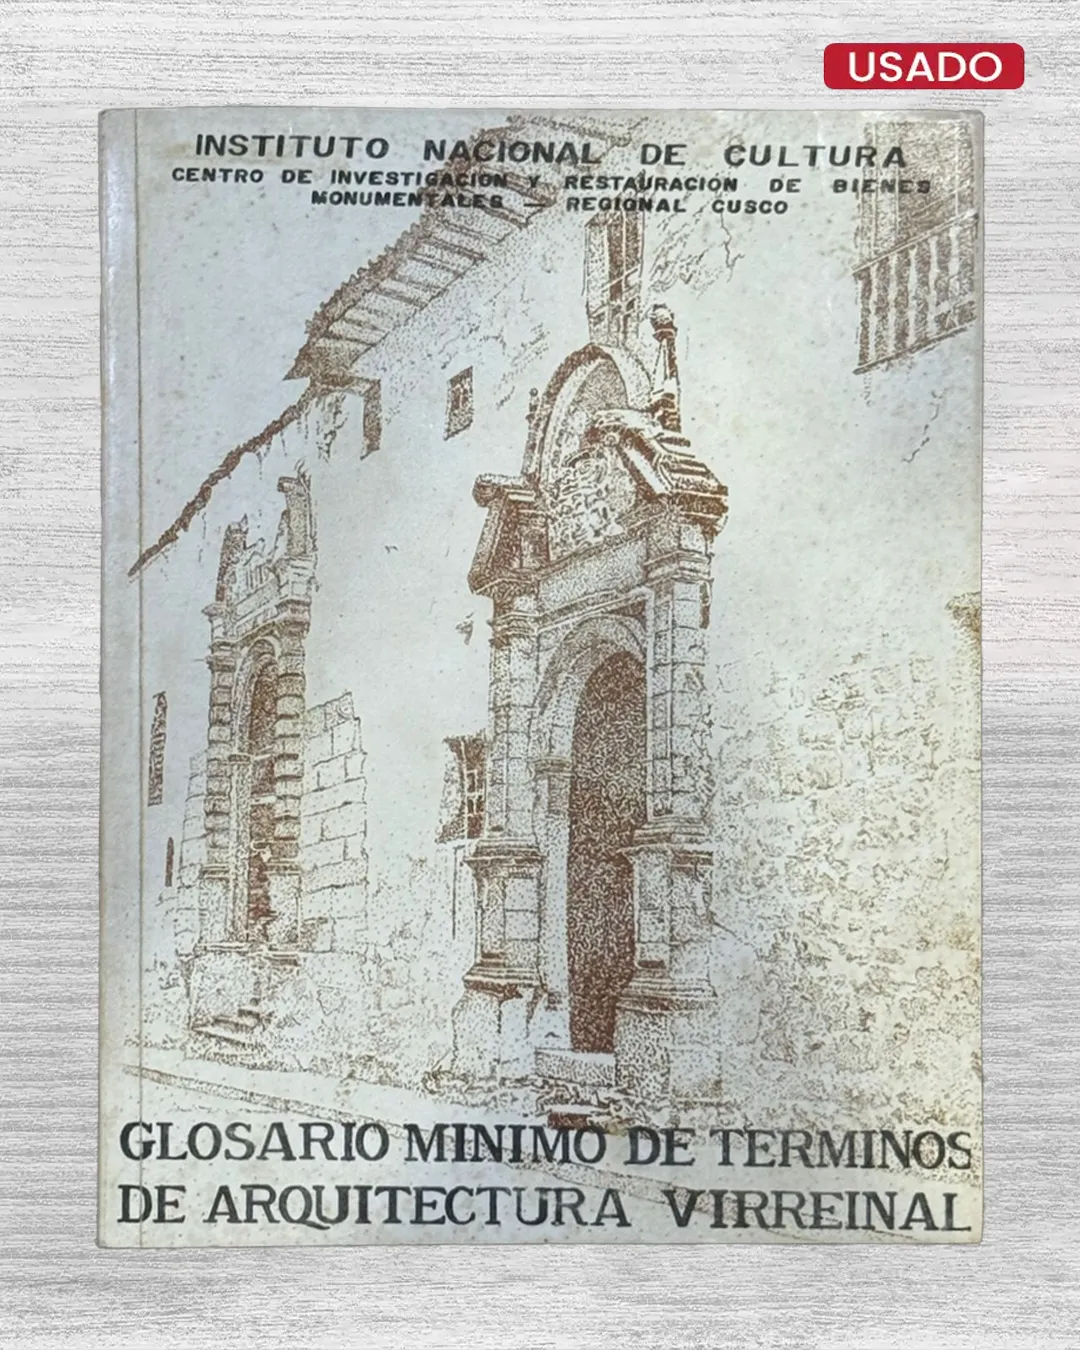 USADO
INSTITUTO NACIONAL DE CULTURA
CENTRO DE INVESTIGACION Y RESTAURACION DE BIENES
MONUMENTALES — REGIONAL CUSCO
GLOSARIO MINIMO DE TERMINOS
DE ARQUITECTURA VIRREINAL